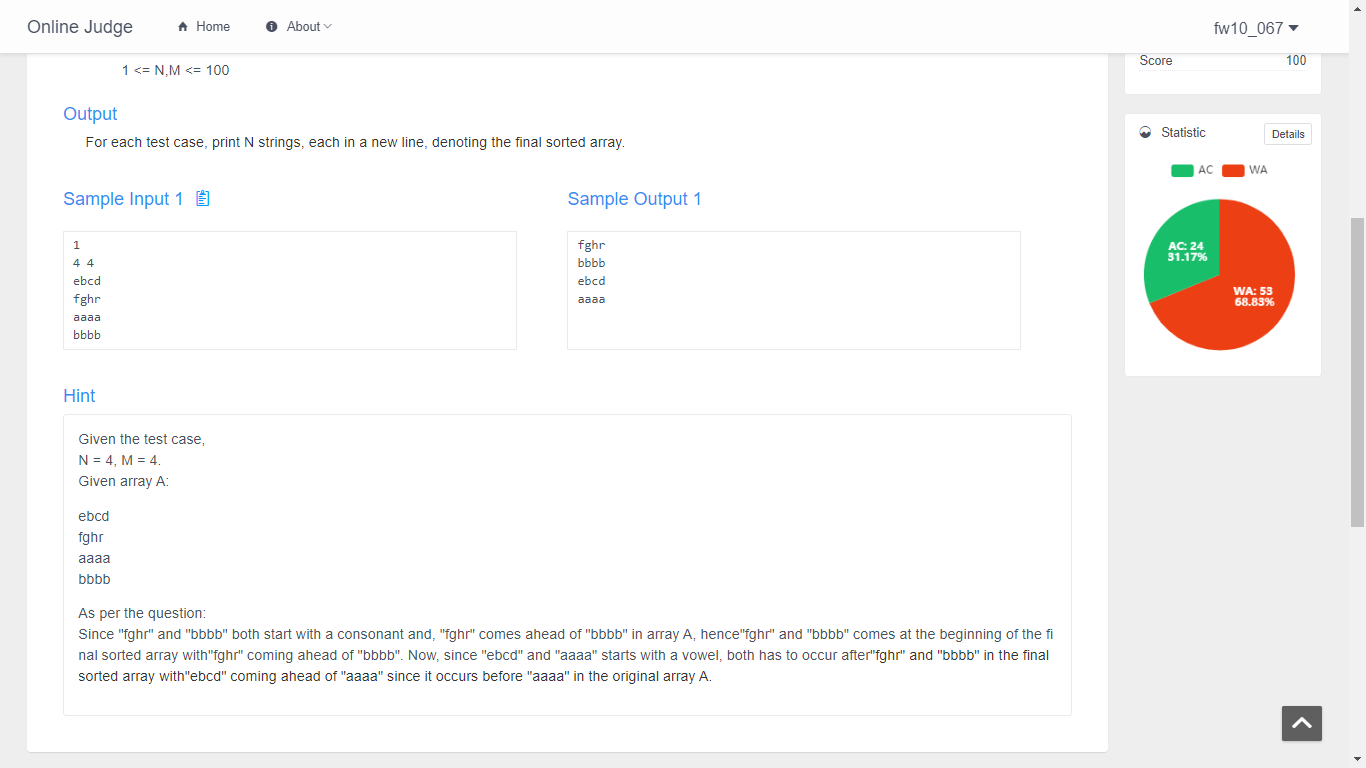 Online Judge
Home
About
fw10_067
1 <= N,M <= 100
Score 100
Output
For each test case, print N strings, each in a new line, denoting the final sorted array.
Statistic
Details
AC WA
AC: 24
31.17%
WA: 53
68.83%
Sample Input 1
1
4 4
ebcd
fghr
aaaa
bbbb
Sample Output 1
fghr
bbbb
ebcd
aaaa
Hint
Given the test case,
N = 4, M = 4.
Given array A:
ebcd
fghr
aaaa
bbbb
As per the question:
Since "fghr" and "bbbb" both start with a consonant and, "fghr" comes ahead of "bbbb" in array A, hence"fghr" and "bbbb" comes at the beginning of the fi
nal sorted array with"fghr" coming ahead of "bbbb". Now, since "ebcd" and "aaaa" starts with a vowel, both has to occur after"fghr" and "bbbb" in the final
sorted array with"ebcd" coming ahead of "aaaa" since it occurs before "aaaa" in the original array A.